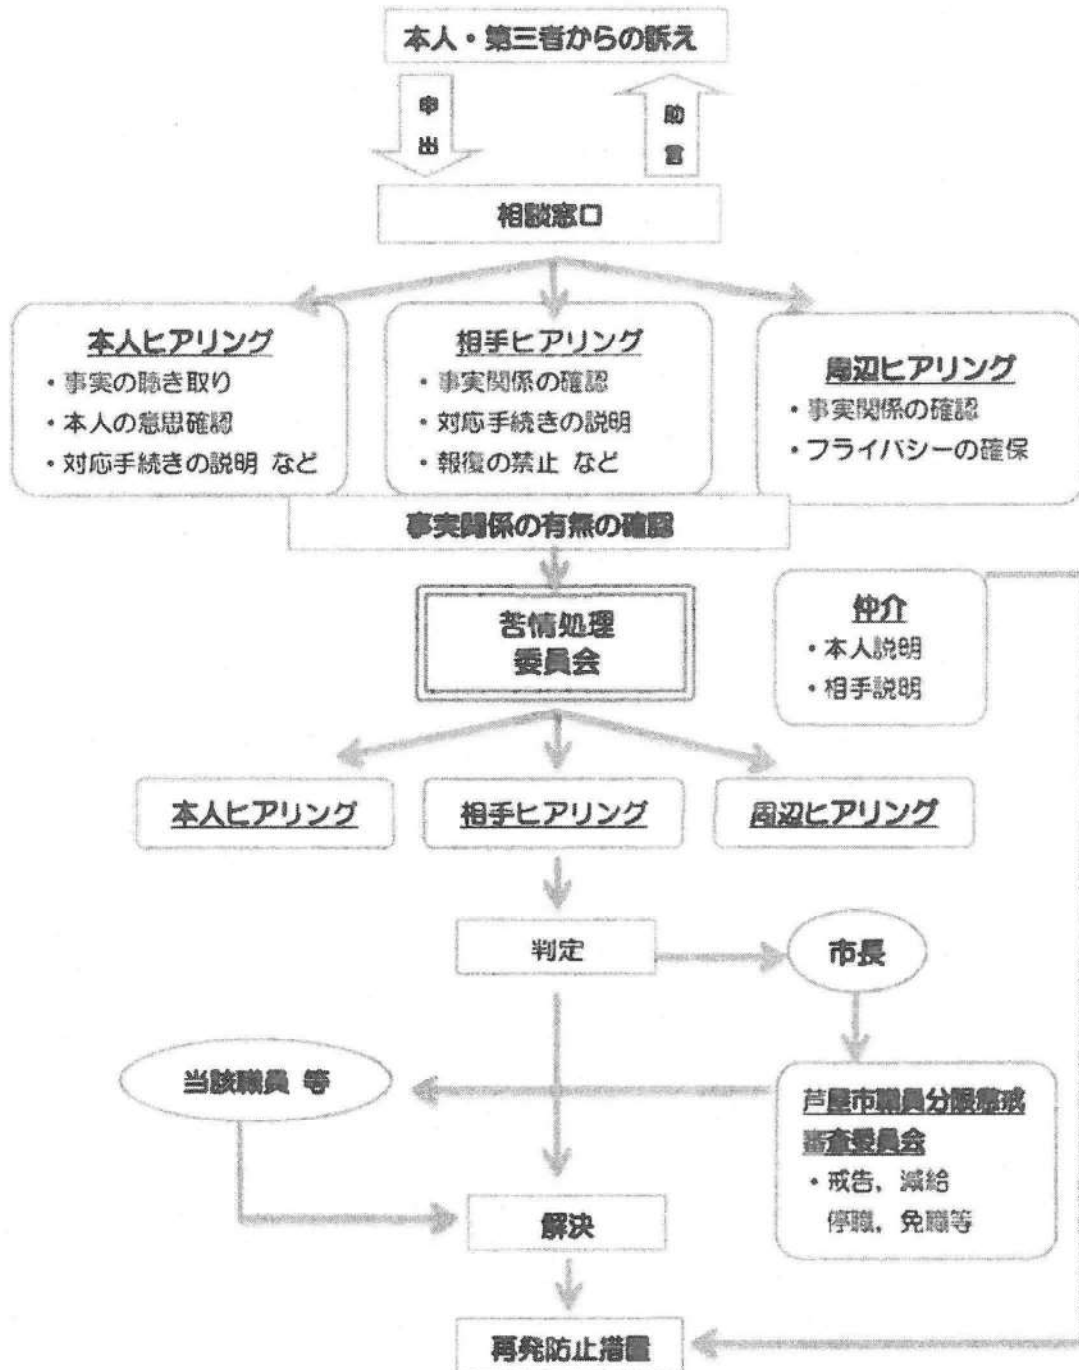 本人・第三者からの訴え
申出
助言
相談窓口
本人ヒアリング
・事実の聴き取り
・本人の意思確認
・対応手続きの説明 など
相手ヒアリング
・事実関係の確認
・対応手続きの説明
・報復の禁止 など
周辺ヒアリング
・事実関係の確認
・プライバシーの確保
事実関係の有無の確認
苦情処理
委員会
仲介
・本人説明
・相手説明
本人ヒアリング
相手ヒアリング
周辺ヒアリング
判定
市長
当該職員 等
芦屋市職員分限懲戒
審査委員会
・戒告，減給
停職，免職等
解決
再発防止措置